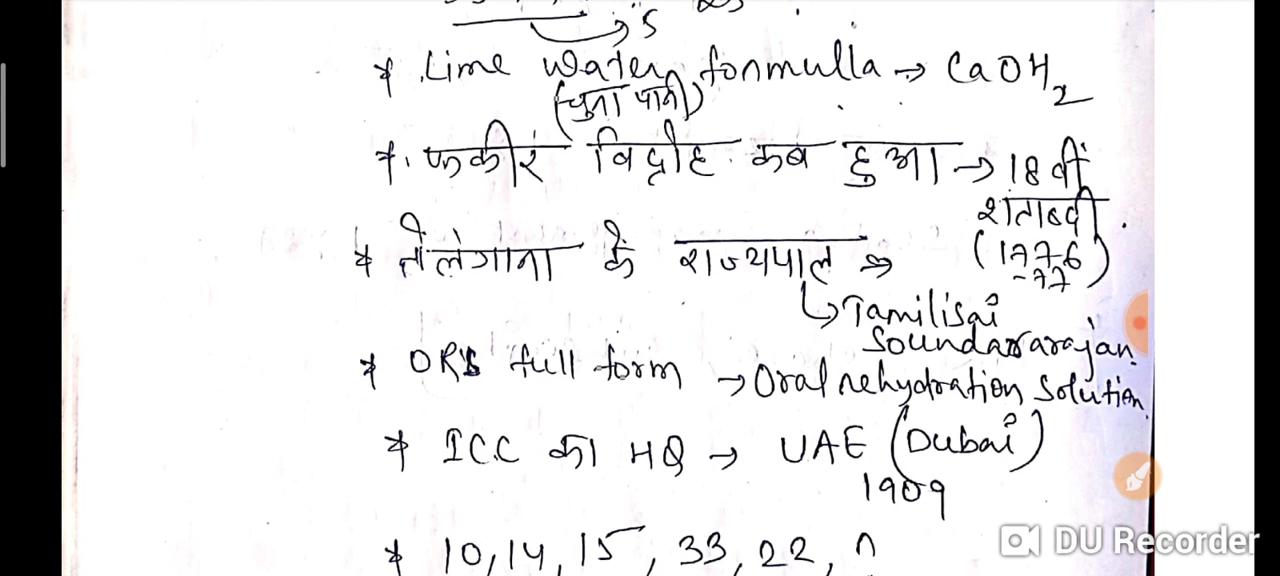 5
* Lime Water formulla → CaOH2
(चुना पानी)
*. फकीर विद्रोह कब हुआ → 18 वीं
शताब्दी.
* तेलंगाना के राज्यपाल ⇒ (1776
-77)
↳ Tamilisai
Soundararajan.
* ORS full form → Oral rehydration solution.
* ICC का HQ → UAE (Dubai)
1909
* 10, 14, 15, 33, 22,
DU Recorder